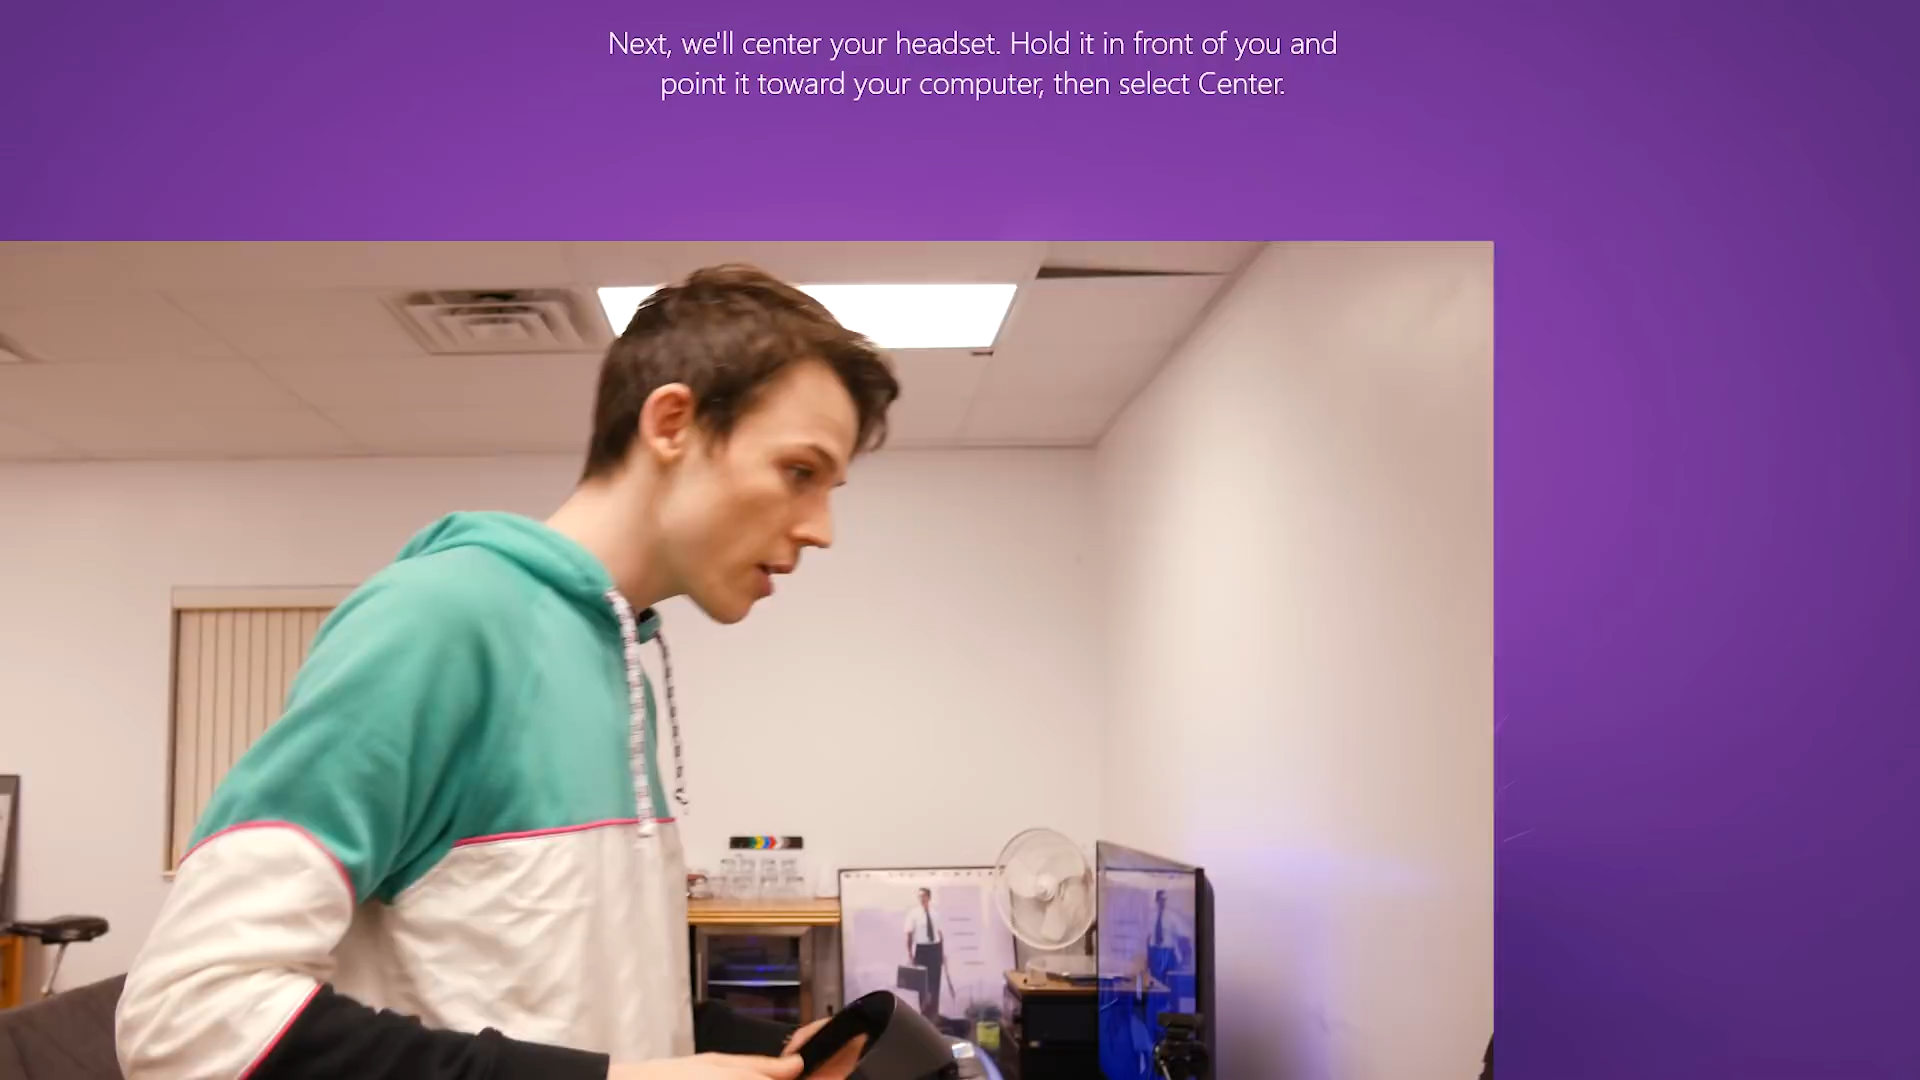 Next, we'll center your headset. Hold it in front of you and
point it toward your computer, then select Center.